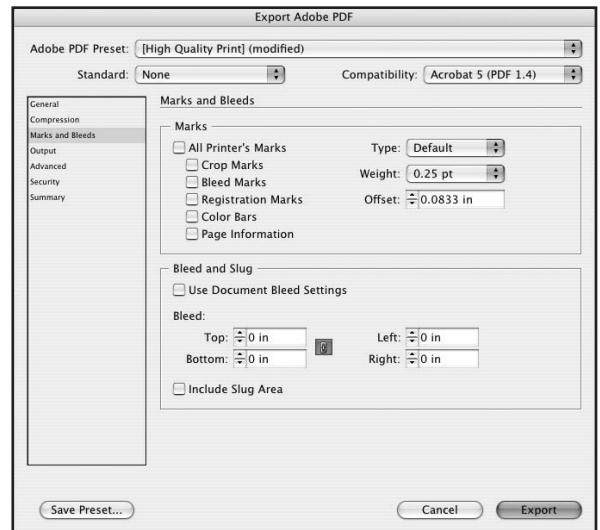 Export Adobe PDF
Adobe PDF Preset: [High Quality Print] (modified)
Standard: None Compatibility: Acrobat 5 (PDF 1.4)
General
Compression
Marks and Bleeds
Output
Advanced
Security
Summary
Marks and Bleeds
Marks
All Printer's Marks
Crop Marks
Bleed Marks
Registration Marks
Color Bars
Page Information
Type: Default
Weight: 0.25 pt
Offset: 0.0833 in
Bleed and Slug
Use Document Bleed Settings
Bleed:
Top: 0 in Left: 0 in
Bottom: 0 in Right: 0 in
Include Slug Area
Save Preset... Cancel Export